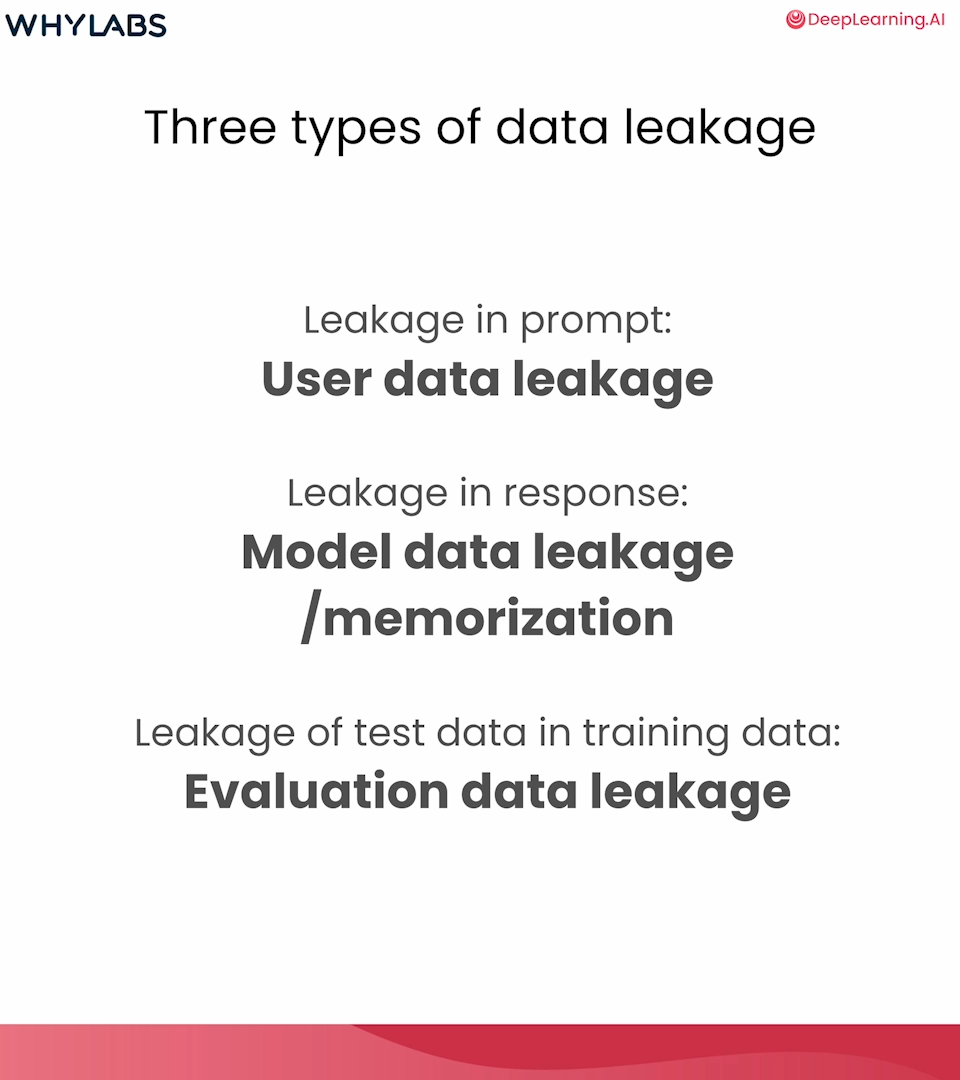 WHYLABS
DeepLearning.AI
Three types of data leakage
Leakage in prompt:
User data leakage
Leakage in response:
Model data leakage
/memorization
Leakage of test data in training data:
Evaluation data leakage